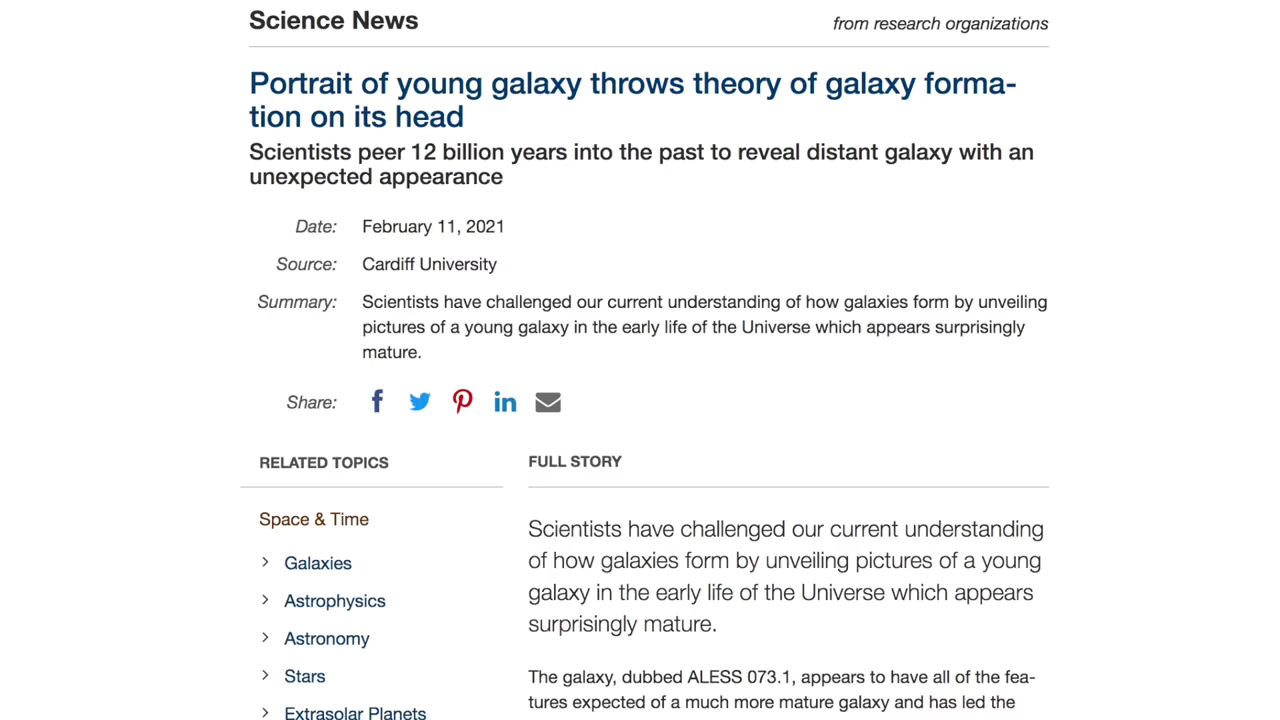 Science News
from research organizations
Portrait of young galaxy throws theory of galaxy forma-
tion on its head
Scientists peer 12 billion years into the past to reveal distant galaxy with an
unexpected appearance
Date: February 11, 2021
Source: Cardiff University
Summary: Scientists have challenged our current understanding of how galaxies form by unveiling
pictures of a young galaxy in the early life of the Universe which appears surprisingly
mature.
Share:
RELATED TOPICS
Space & Time
Galaxies
Astrophysics
Astronomy
Stars
Extrasolar Planets
FULL STORY
Scientists have challenged our current understanding
of how galaxies form by unveiling pictures of a young
galaxy in the early life of the Universe which appears
surprisingly mature.
The galaxy, dubbed ALESS 073.1, appears to have all of the fea-
tures expected of a much more mature galaxy and has led the